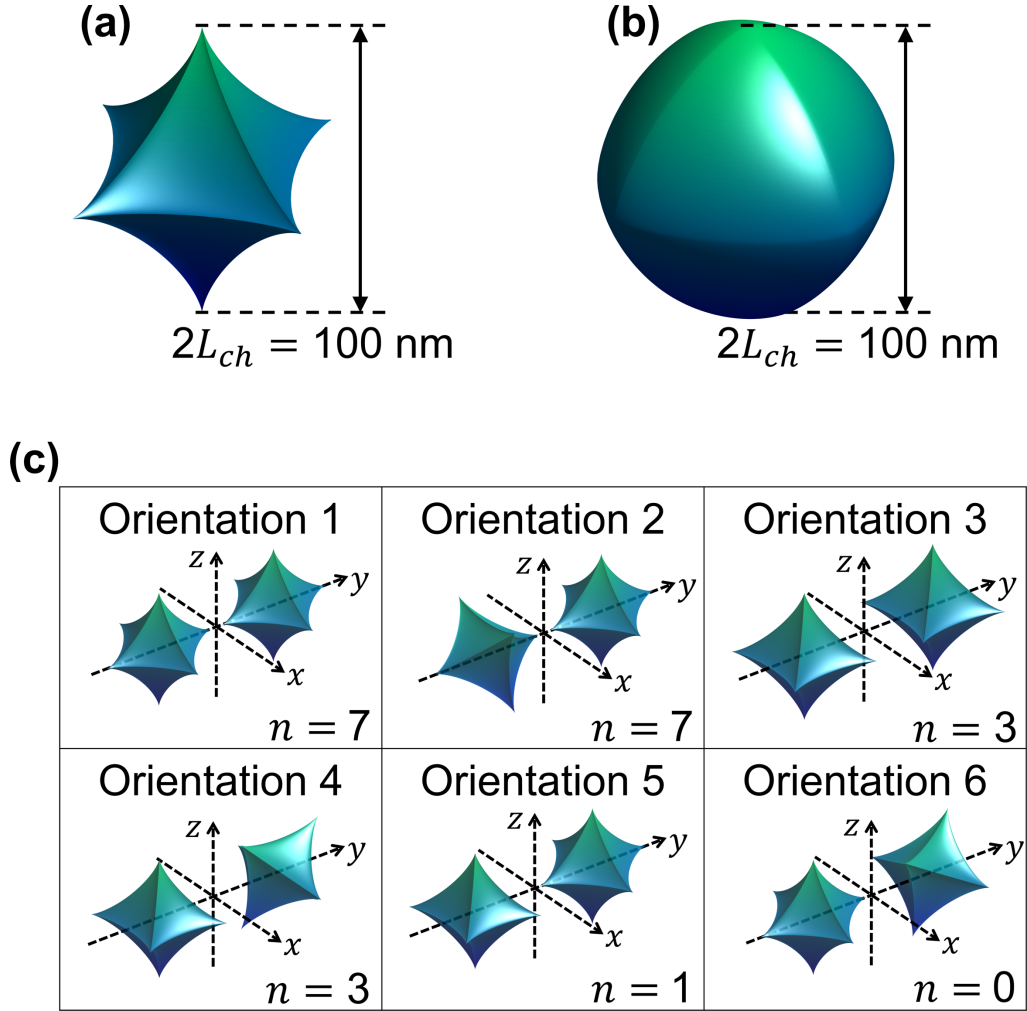 (a)
(b)
2L_ch = 100 nm
2L_ch = 100 nm
(c)
Orientation 1
z
y
x
n = 7
Orientation 2
z
y
x
n = 7
Orientation 3
z
y
x
n = 3
Orientation 4
z
y
x
n = 3
Orientation 5
z
y
x
n = 1
Orientation 6
z
y
x
n = 0